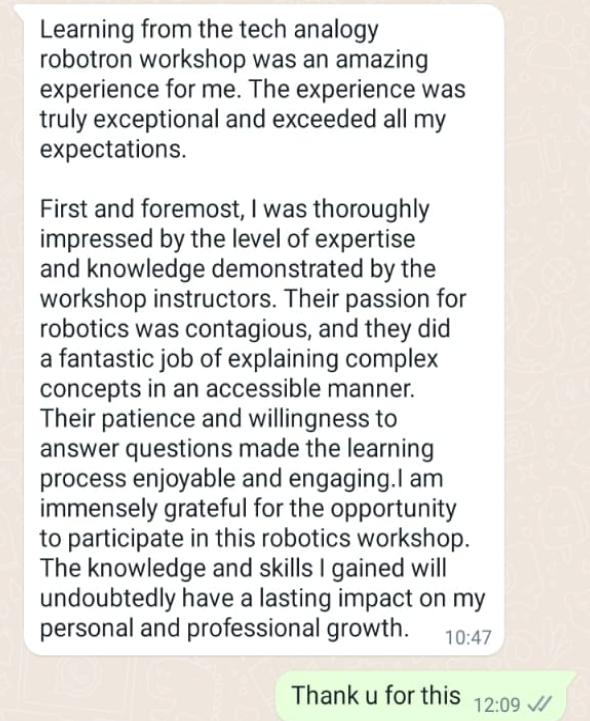 Learning from the tech analogy
robotron workshop was an amazing
experience for me. The experience was
truly exceptional and exceeded all my
expectations.
First and foremost, I was thoroughly
impressed by the level of expertise
and knowledge demonstrated by the
workshop instructors. Their passion for
robotics was contagious, and they did
a fantastic job of explaining complex
concepts in an accessible manner.
Their patience and willingness to
answer questions made the learning
process enjoyable and engaging.I am
immensely grateful for the opportunity
to participate in this robotics workshop.
The knowledge and skills I gained will
undoubtedly have a lasting impact on my
personal and professional growth. 10:47
Thank u for this 12:09